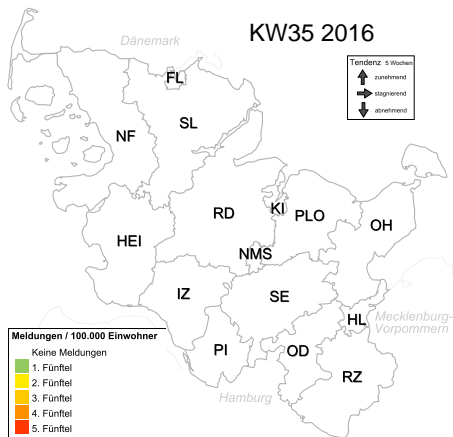 KW35 2016
Dänemark
Tendenz 5 Wochen
zunehmend
stagnierend
abnehmend
FL
SL
NF
RD
KI
PLO
OH
HEI
NMS
IZ
SE
HL
Mecklenburg-
Vorpommern
PI
OD
RZ
Hamburg
Meldungen / 100.000 Einwohner
Keine Meldungen
1. Fünftel
2. Fünftel
3. Fünftel
4. Fünftel
5. Fünftel